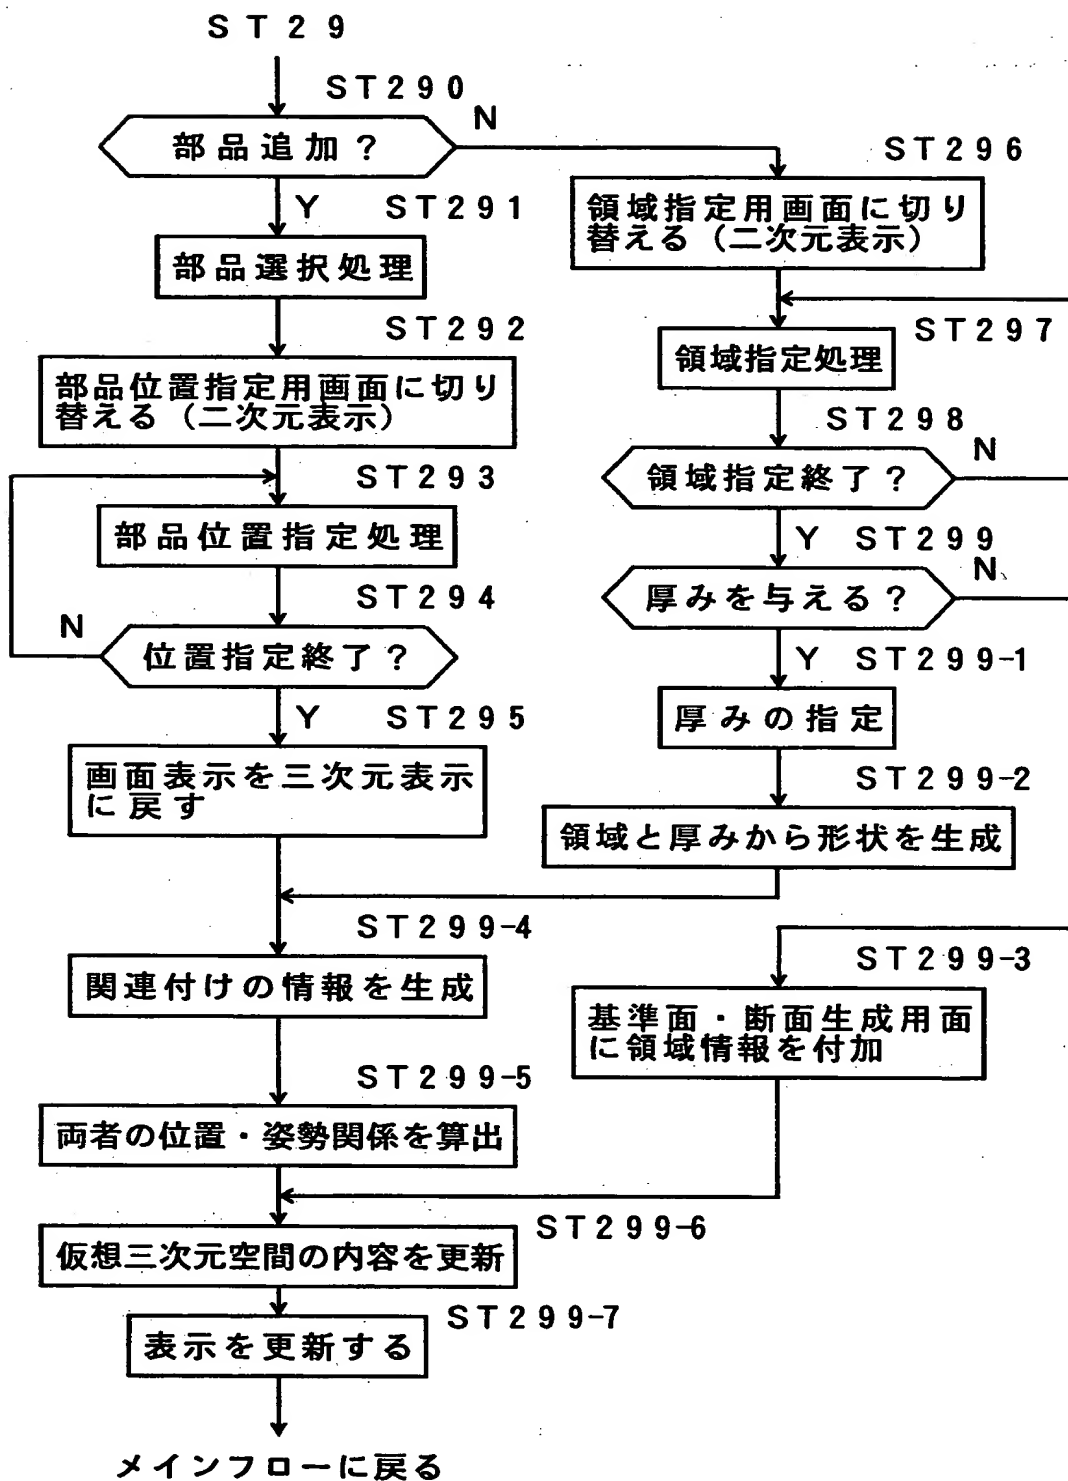 ST29
ST290
部品追加?
N
Y
ST291
部品選択処理
ST292
部品位置指定用画面に切り
替える(二次元表示)
ST293
部品位置指定処理
ST294
N
位置指定終了?
Y
ST295
画面表示を三次元表示
に戻す
ST296
領域指定用画面に切り
替える(二次元表示)
ST297
領域指定処理
ST298
領域指定終了?
N
Y
ST299
厚みを与える?
N
Y
ST299-1
厚みの指定
ST299-2
領域と厚みから形状を生成
ST299-3
基準面・断面生成用面
に領域情報を付加
ST299-4
関連付けの情報を生成
ST299-5
両者の位置・姿勢関係を算出
ST299-6
仮想三次元空間の内容を更新
ST299-7
表示を更新する
メインフローに戻る